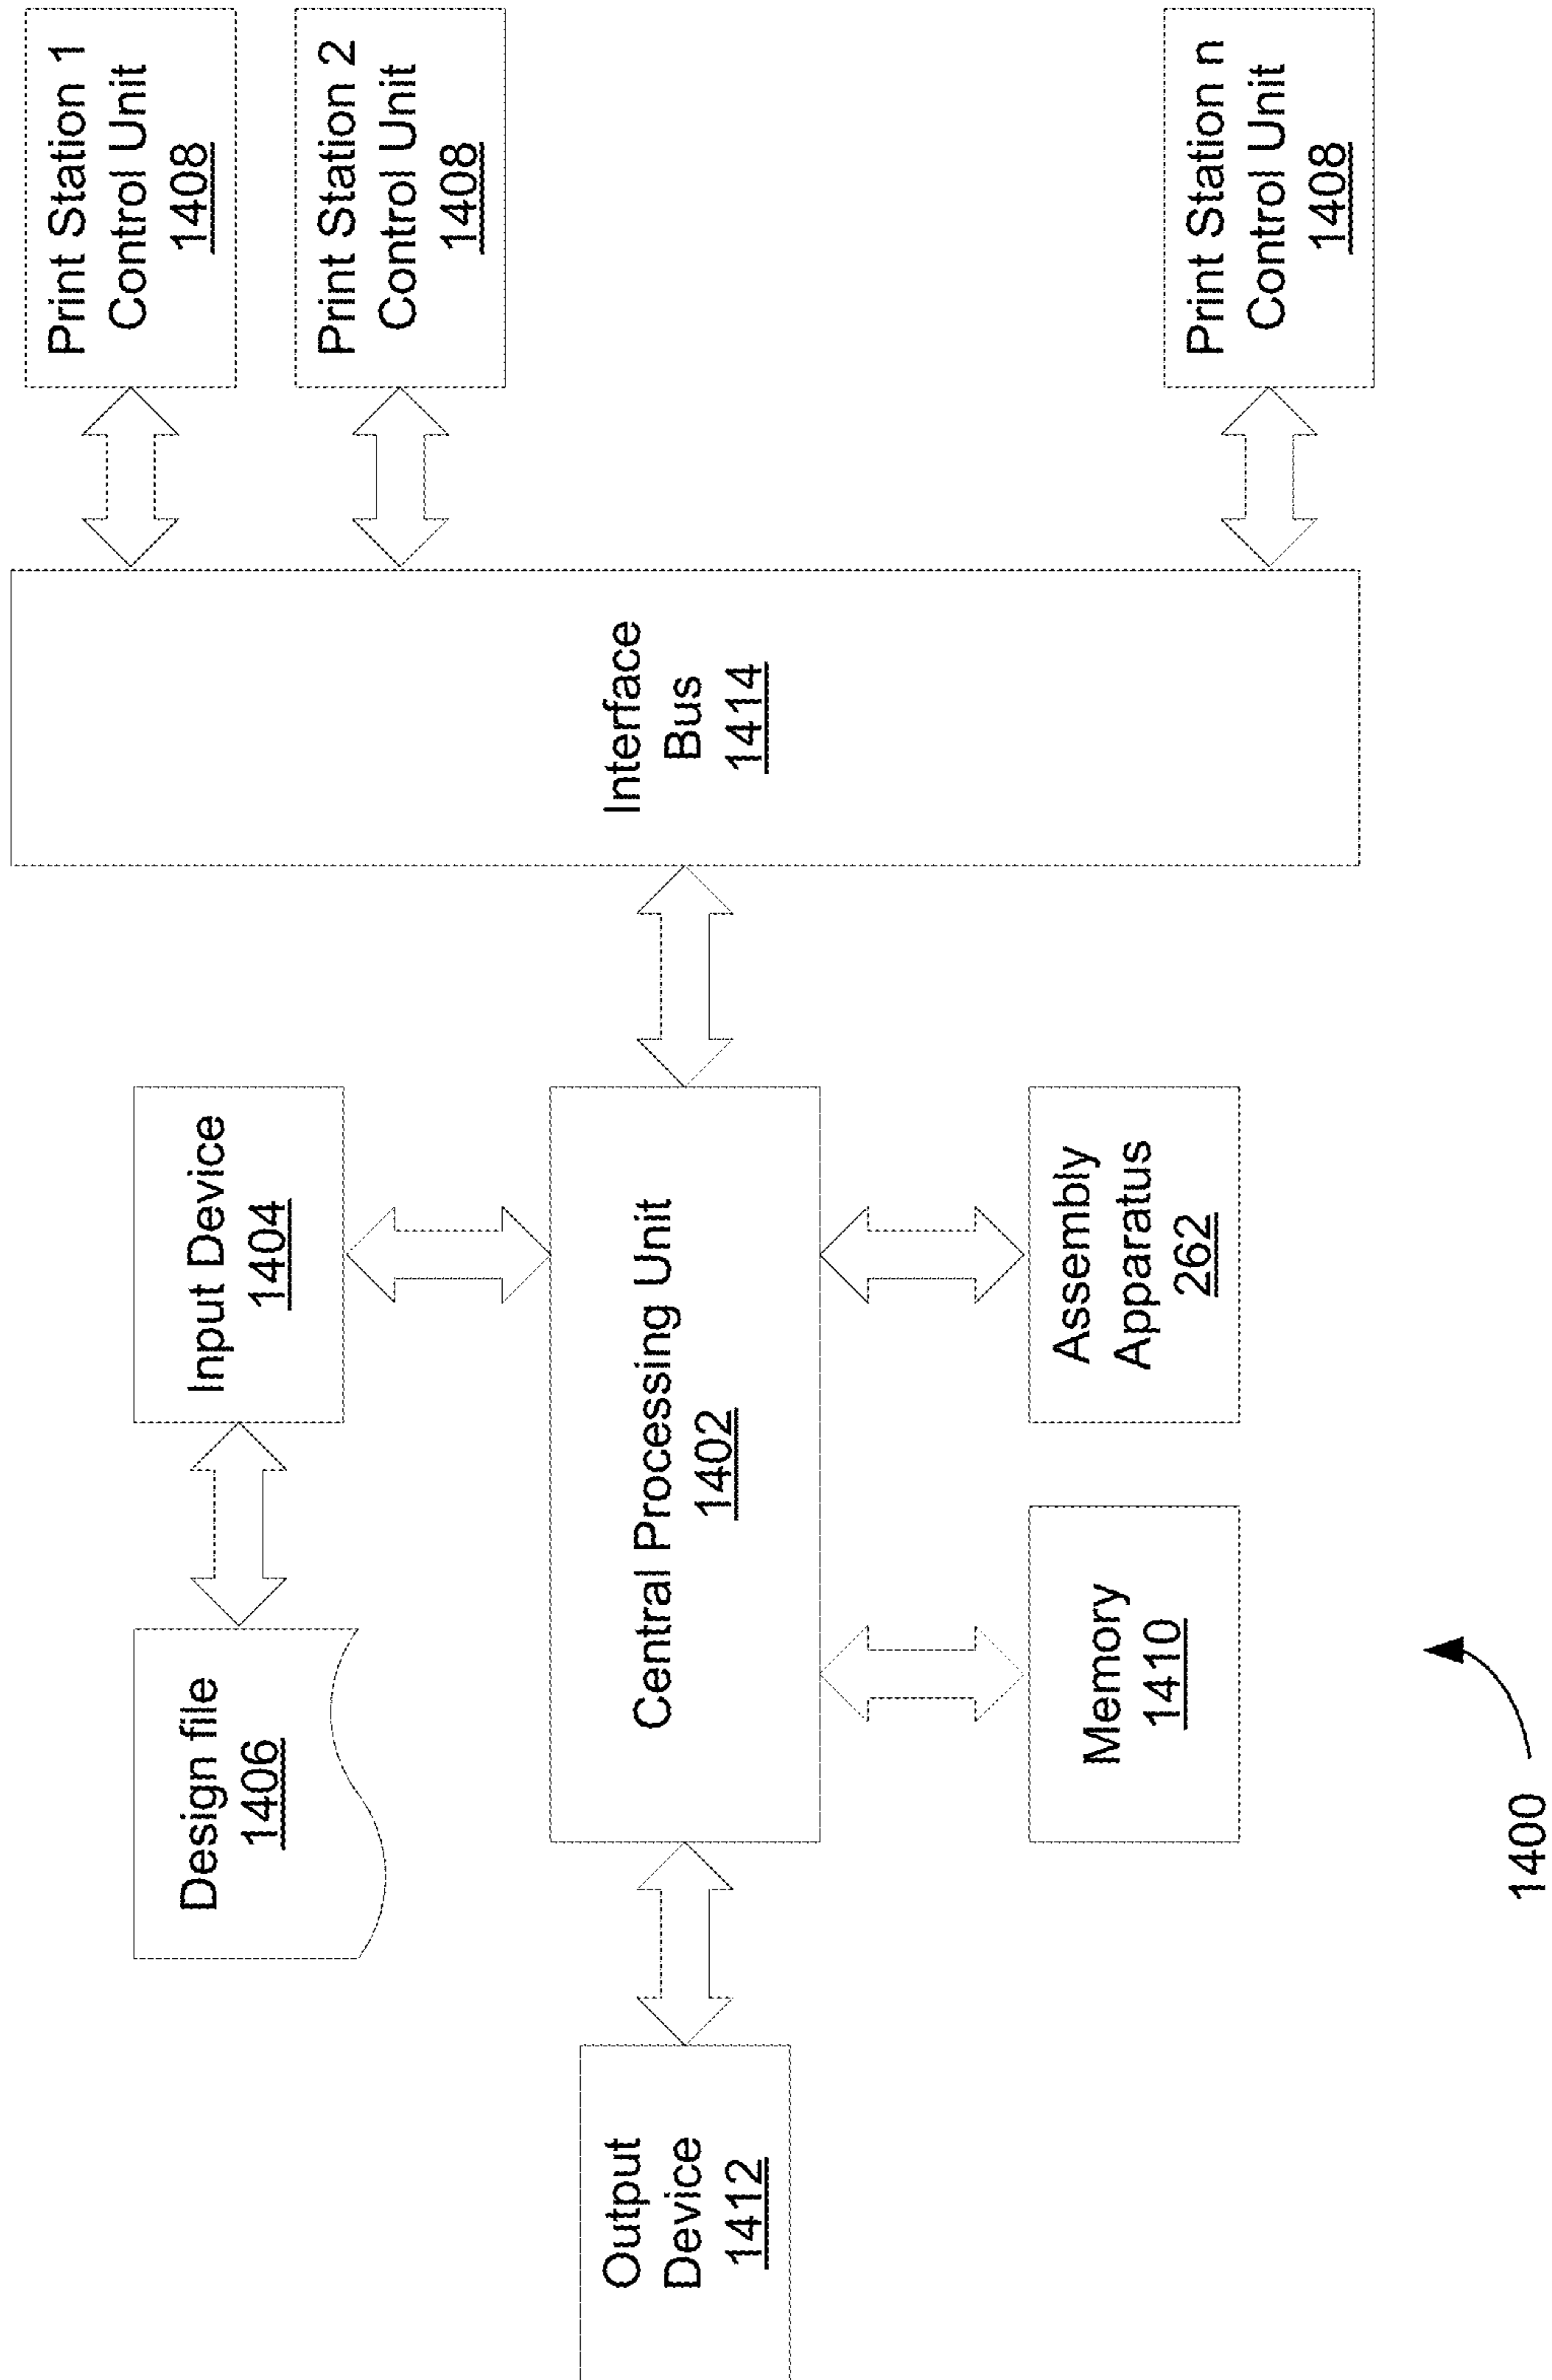 Design file
1406
Input Device
1404
Print Station 1
Control Unit
1408
Print Station 2
Control Unit
1408
Output
Device
1412
Central Processing Unit
1402
Interface
Bus
1414
Memory
1410
Assembly
Apparatus
262
Print Station n
Control Unit
1408
1400